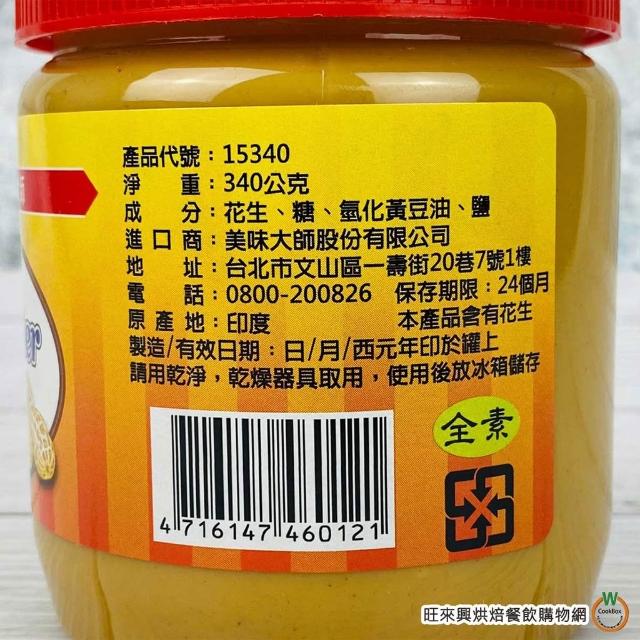 產品代號：15340
淨　重：340公克
成　分：花生、糖、氫化黃豆油、鹽
進口商：美味大師股份有限公司
地　址：台北市文山區一壽街20巷7號1樓
電　話：0800-200826　保存期限：24個月
原產地：印度　本產品含有花生
製造/有效日期：日/月/西元年印於罐上
請用乾淨，乾燥器具取用，使用後放冰箱儲存
全素
4 716147 460121
W
CookBox
旺來興烘焙餐飲購物網